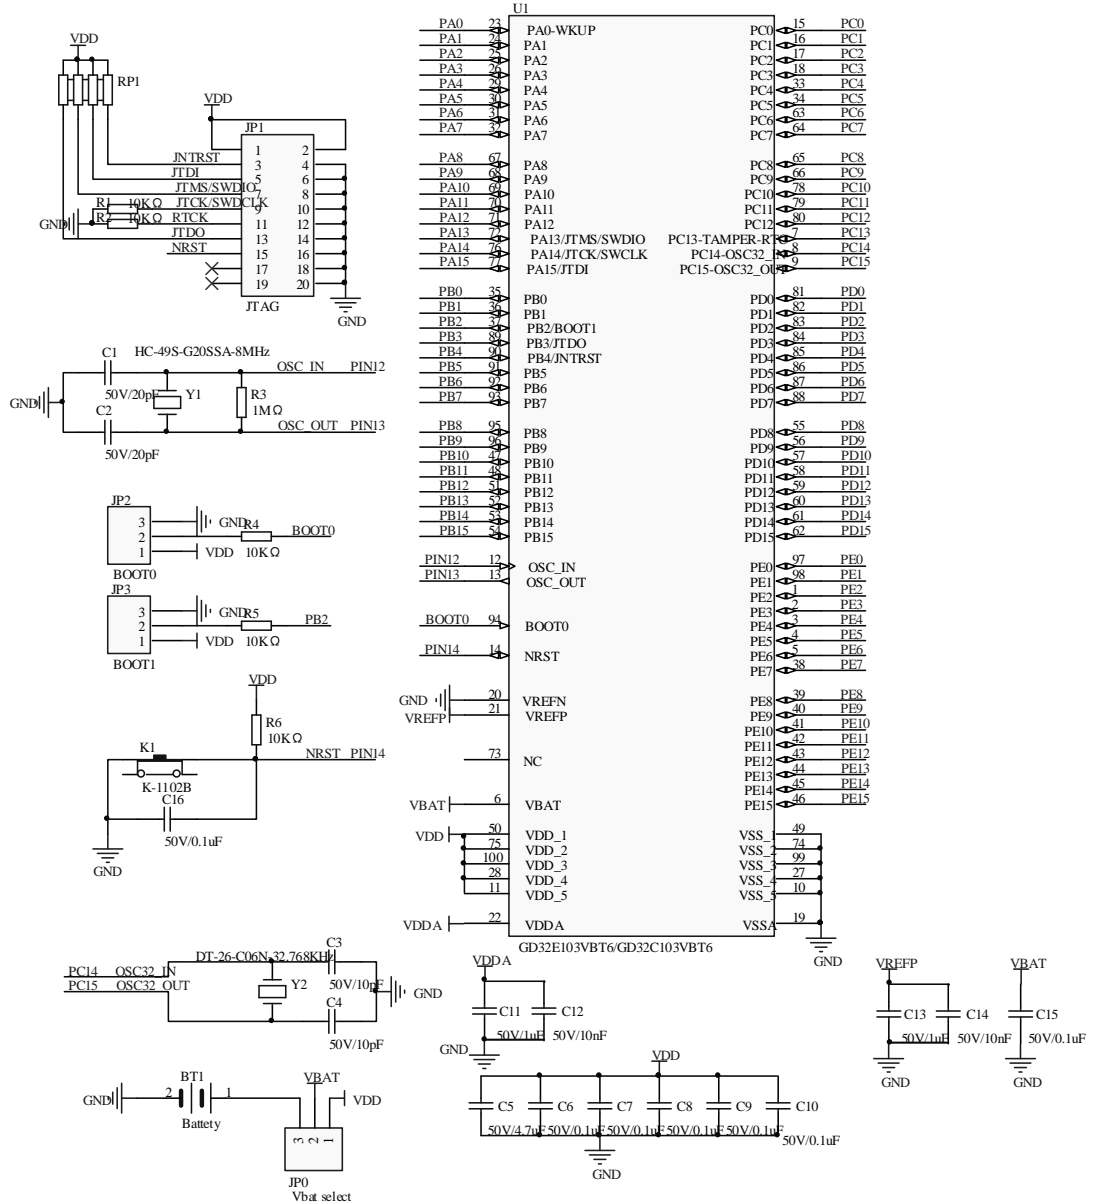 VDD
RP1
VDD
JP1
1 2
JNTRST 3 4
JTDI 5 6
JTMS/SWDIO 7 8
R1 10KΩ JTCK/SWDCLK 9 10
GND R2 10KΩ RTCK 11 12
JTDO 13 14
NRST 15 16
17 18
19 20
JTAG
GND
C1 HC-49S-G20SSA-8MHz
OSC_IN PIN12
50V/20pF Y1 R3
GND
1MΩ
C2
OSC_OUT PIN13
50V/20pF
JP2
3 GND R4 BOOT0
2
1 VDD 10KΩ
BOOT0
JP3
3 GND R5 PB2
2
1 VDD 10KΩ
BOOT1
VDD
R6
10KΩ
K1
NRST PIN14
K-1102B
C16
50V/0.1uF
GND
DT-26-C06N-32.768KHz
C3
PC14 OSC32_IN
PC15 OSC32_OUT
50V/10pF
Y2
GND
C4
50V/10pF
BT1
GND 2 1
Battety
VBAT
VDD
3 2 1
JP0
Vbat select
U1
PA0 23 PA0-WKUP PC0 15 PC0
PA1 24 PA1 PC1 16 PC1
PA2 25 PA2 PC2 17 PC2
PA3 26 PA3 PC3 18 PC3
PA4 29 PA4 PC4 33 PC4
PA5 30 PA5 PC5 34 PC5
PA6 31 PA6 PC6 63 PC6
PA7 32 PA7 PC7 64 PC7
PA8 67 PA8 PC8 65 PC8
PA9 68 PA9 PC9 66 PC9
PA10 69 PA10 PC10 78 PC10
PA11 70 PA11 PC11 79 PC11
PA12 71 PA12 PC12 80 PC12
PA13 72 PA13/JTMS/SWDIO PC13-TAMPER-RTC 7 PC13
PA14 76 PA14/JTCK/SWCLK PC14-OSC32_IN 8 PC14
PA15 77 PA15/JTDI PC15-OSC32_OUT 9 PC15
PB0 35 PB0 PD0 81 PD0
PB1 36 PB1 PD1 82 PD1
PB2 37 PB2/BOOT1 PD2 83 PD2
PB3 89 PB3/JTDO PD3 84 PD3
PB4 90 PB4/JNTRST PD4 85 PD4
PB5 91 PB5 PD5 86 PD5
PB6 92 PB6 PD6 87 PD6
PB7 93 PB7 PD7 88 PD7
PB8 95 PB8 PD8 55 PD8
PB9 96 PB9 PD9 56 PD9
PB10 47 PB10 PD10 57 PD10
PB11 48 PB11 PD11 58 PD11
PB12 51 PB12 PD12 59 PD12
PB13 52 PB13 PD13 60 PD13
PB14 53 PB14 PD14 61 PD14
PB15 54 PB15 PD15 62 PD15
PIN12 12 OSC_IN PE0 97 PE0
PIN13 13 OSC_OUT PE1 98 PE1
PE2 1 PE2
PE3 2 PE3
BOOT0 94 BOOT0 PE4 3 PE4
PE5 4 PE5
PIN14 14 NRST PE6 5 PE6
PE7 38 PE7
GND 20 VREFN PE8 39 PE8
VREFP 21 VREFP PE9 40 PE9
PE10 41 PE10
PE11 42 PE11
73 NC PE12 43 PE12
PE13 44 PE13
PE14 45 PE14
VBAT 6 VBAT PE15 46 PE15
VDD 50 VDD_1 VSS_1 49
75 VDD_2 VSS_2 74
100 VDD_3 VSS_3 99
28 VDD_4 VSS_4 27
11 VDD_5 VSS_5 10
VDDA 22 VDDA VSSA 19
GD32E103VBT6/GD32C103VBT6
GND
VDDA
C11 C12
50V/1uF 50V/10nF
GND
VREFP
C13 C14
50V/1uF 50V/10nF
GND
VBAT
C15
50V/0.1uF
GND
VDD
C5 C6 C7 C8 C9 C10
50V/4.7uF 50V/0.1uF 50V/0.1uF 50V/0.1uF 50V/0.1uF 50V/0.1uF
GND